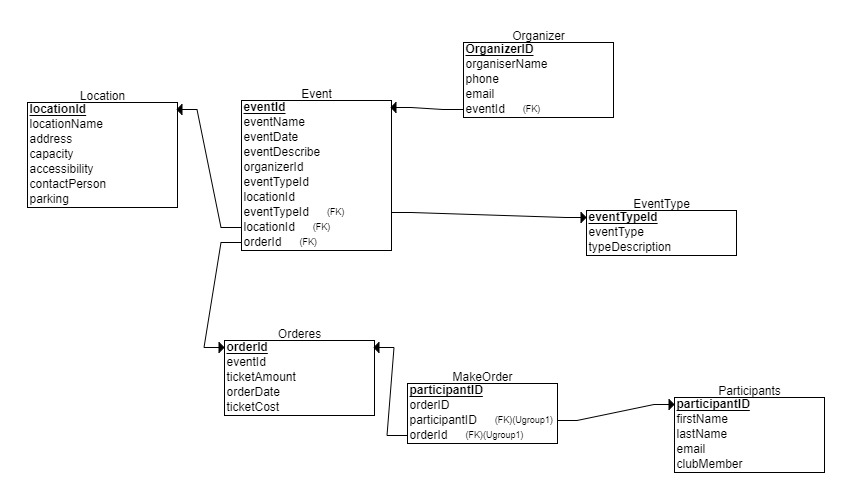 Organizer
OrganizerID
organiserName
phone
email
eventId (FK)
Location
locationId
locationName
address
capacity
accessibility
contactPerson
parking
Event
eventId
eventName
eventDate
eventDescribe
organizerId
eventTypeId
locationId
eventTypeId (FK)
locationId (FK)
orderId (FK)
EventType
eventTypeId
eventType
typeDescription
Orderes
orderId
eventId
ticketAmount
orderDate
ticketCost
MakeOrder
participantID
orderID
participantID (FK)(Ugroup1)
orderId (FK)(Ugroup1)
Participants
participantID
firstName
lastName
email
clubMember